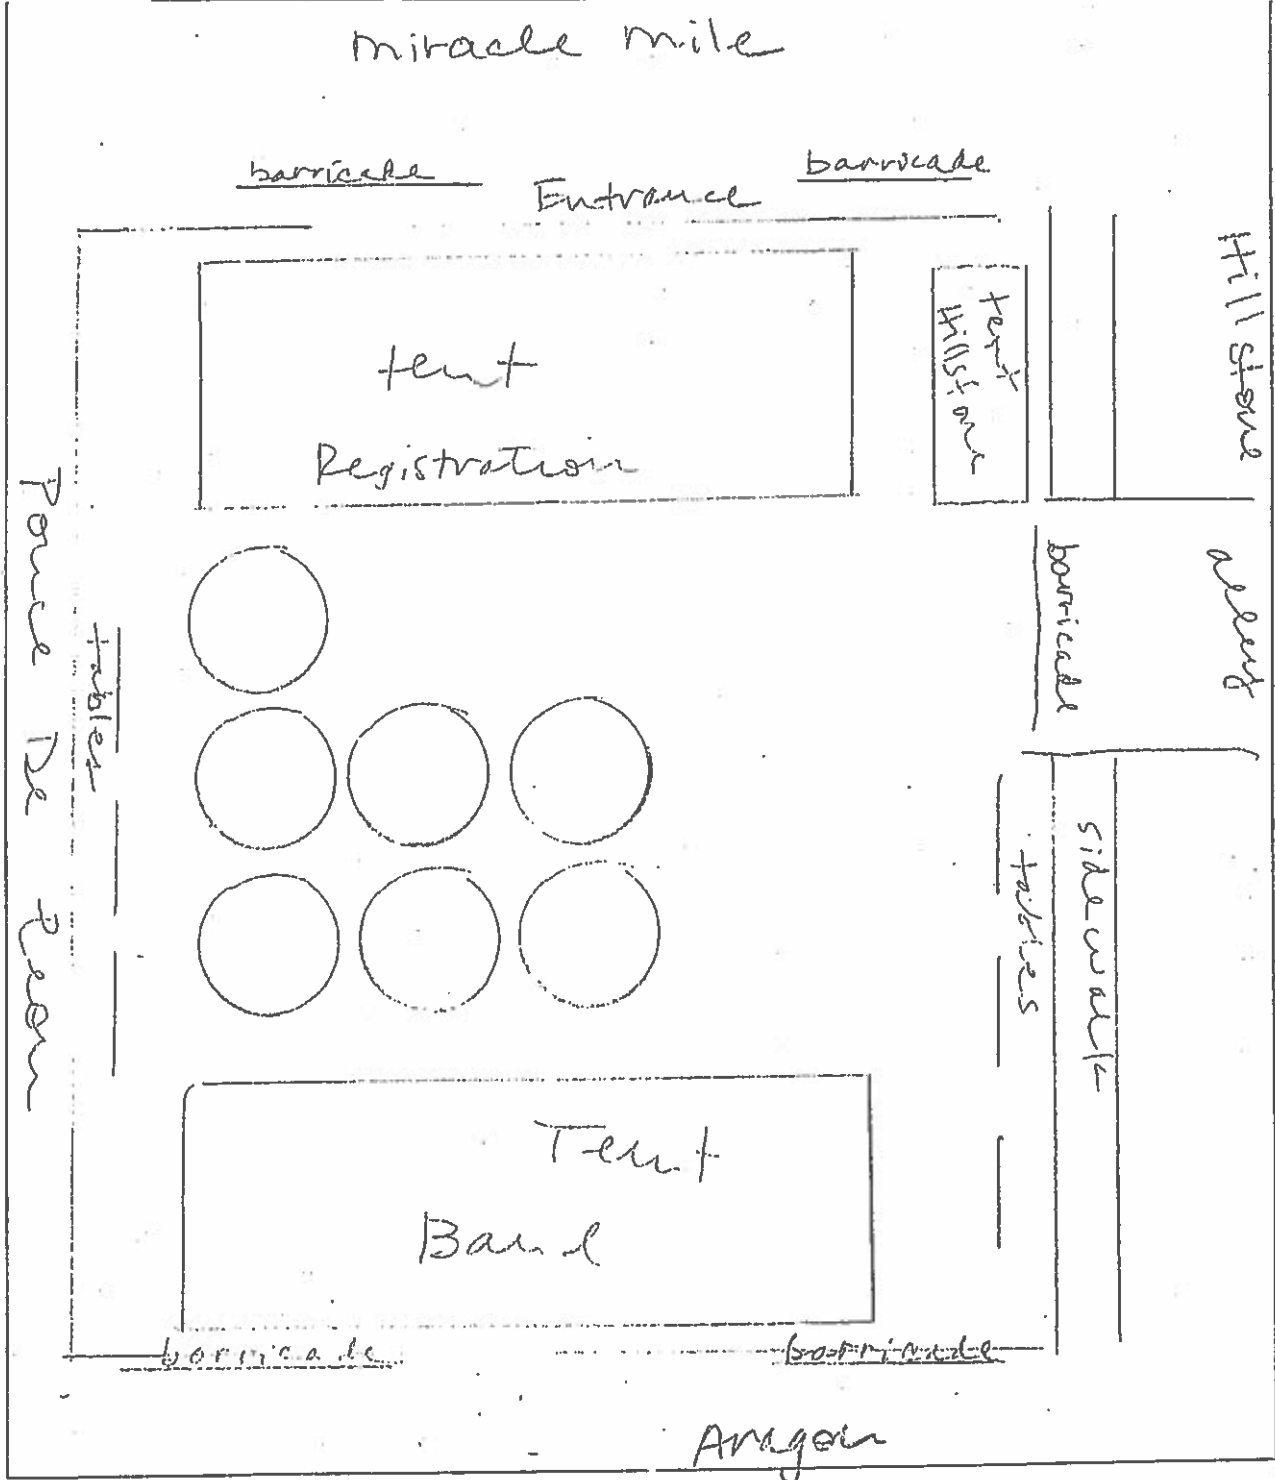 miracle mile
barricade
barricade
Entrance
Hillstone
tent
Hillstone
tent
Registration
Ponce De Leon
tables
barricade
alley
tables
sidewalk
Tent
Band
barricade
barricade
Aragon